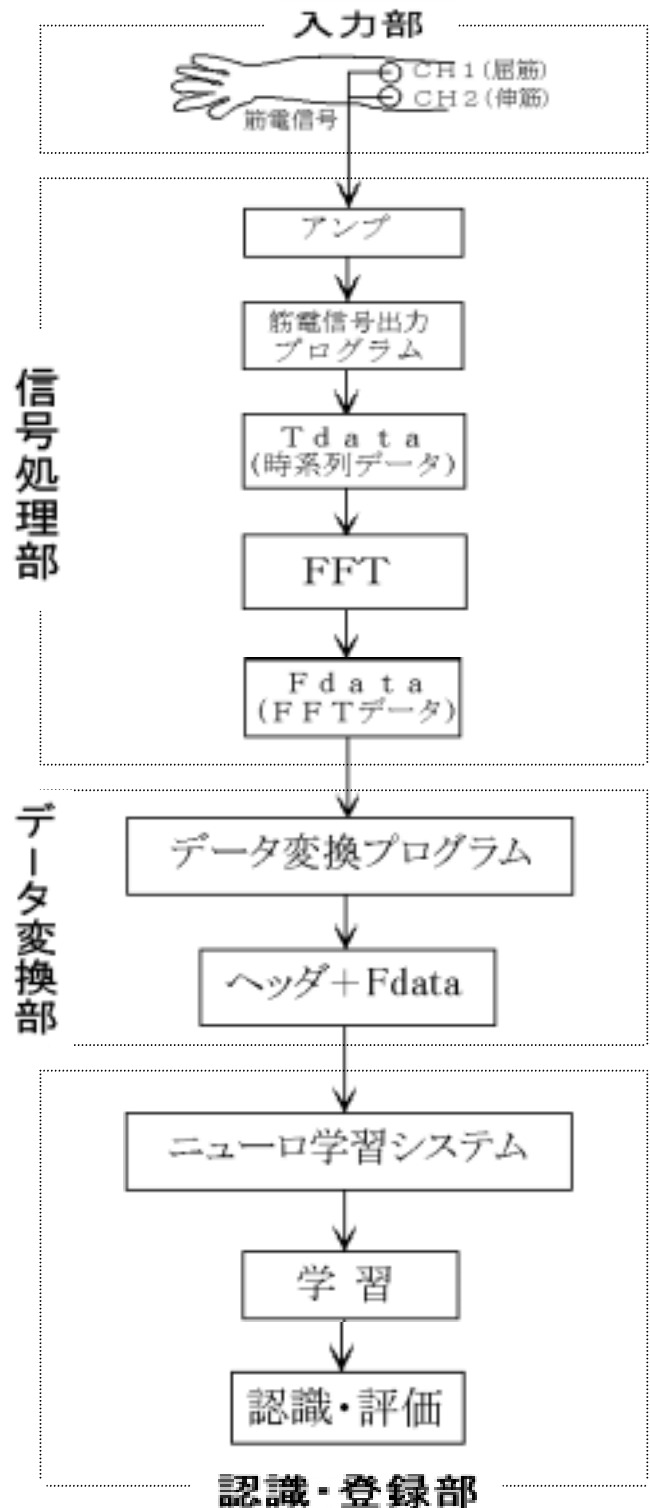 入力部
CH1(屈筋)
CH2(伸筋)
筋電信号
信号処理部
アンプ
筋電信号出力
プログラム
Tdata
(時系列データ)
FFT
Fdata
(FFTデータ)
データ変換部
データ変換プログラム
ヘッダ+Fdata
ニューロ学習システム
学習
認識・評価
認識・登録部